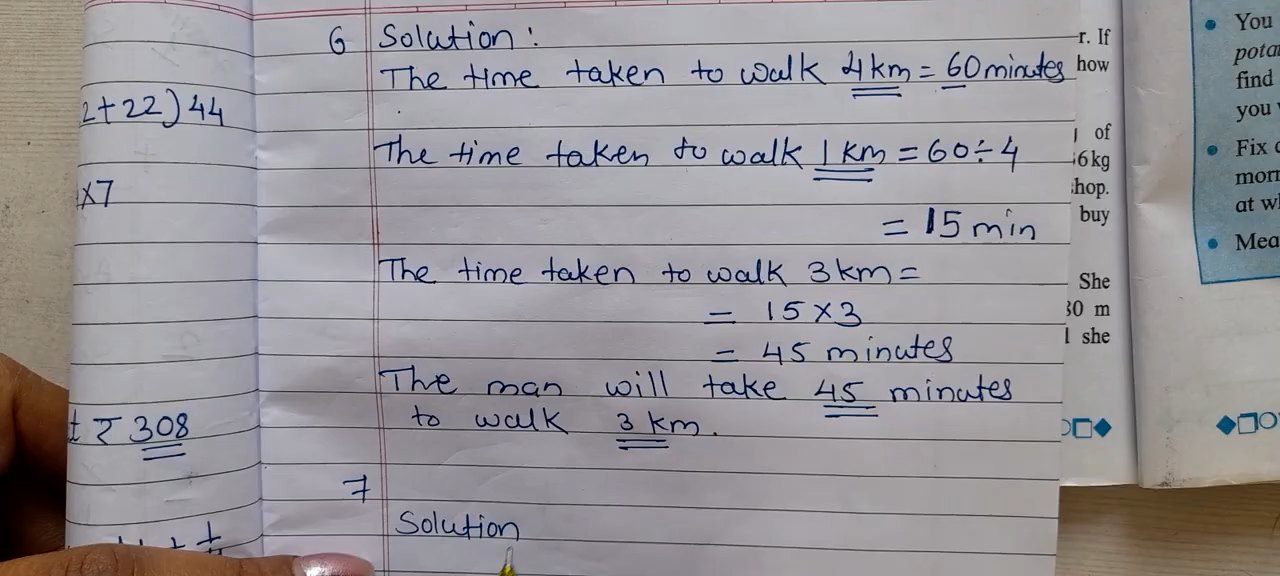 2+22)44
×7
t ₹ 308
6 Solution :
The time taken to walk 4 km = 60 minutes
The time taken to walk 1 km = 60 ÷ 4
= 15 min
The time taken to walk 3 km =
= 15 × 3
= 45 minutes
The man will take 45 minutes
to walk 3 km.
7
Solution
r. If
how
of
6 kg
hop.
buy
She
30 m
l she
You
pota
find
you
Fix
morn
at w
Mea